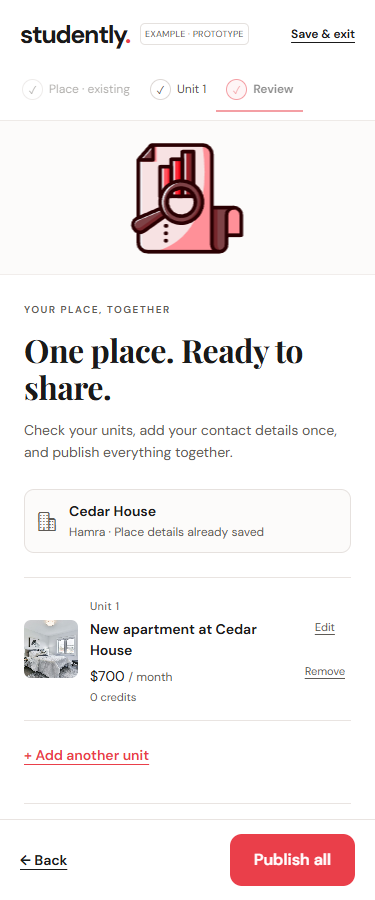 studently.
EXAMPLE · PROTOTYPE
Save & exit
Place · existing
Unit 1
Review
YOUR PLACE, TOGETHER
One place. Ready to
share.
Check your units, add your contact details once,
and publish everything together.
Cedar House
Hamra · Place details already saved
Unit 1
New apartment at Cedar
House
Edit
$700 / month
Remove
0 credits
+ Add another unit
← Back
Publish all